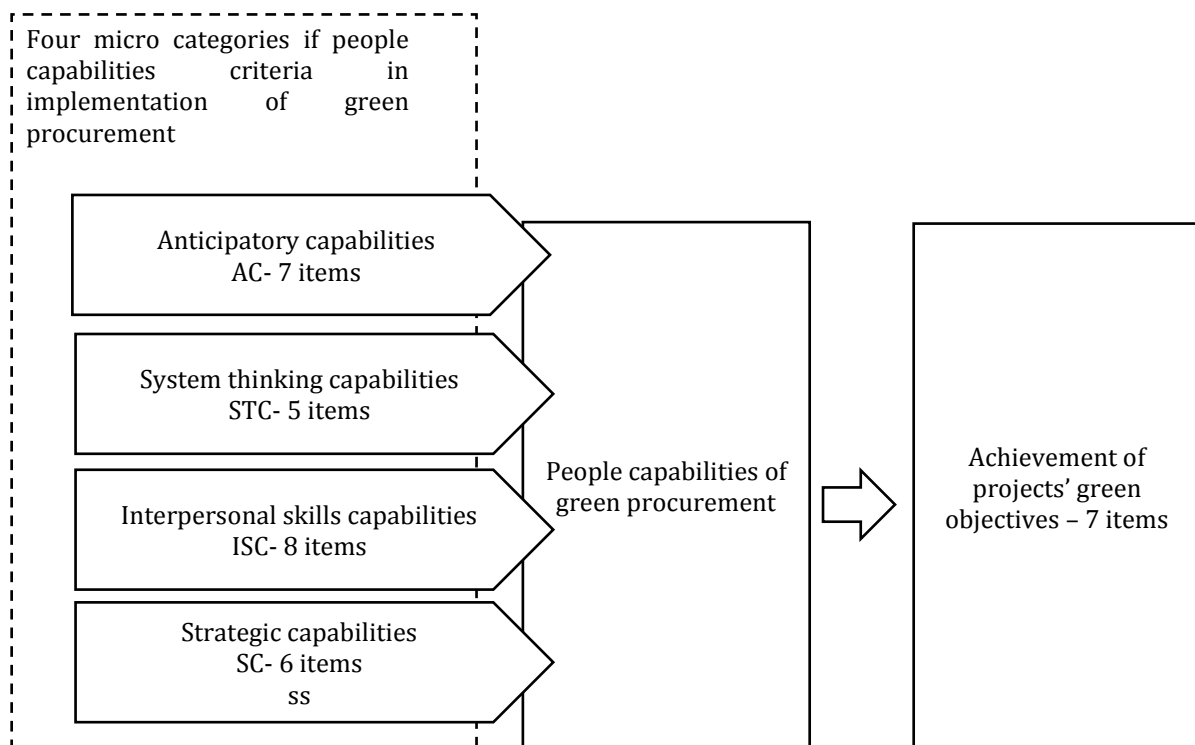 Four micro categories if people
capabilities criteria in
implementation of green
procurement
Anticipatory capabilities
AC- 7 items
System thinking capabilities
STC- 5 items
Interpersonal skills capabilities
ISC- 8 items
Strategic capabilities
SC- 6 items
ss
People capabilities of
green procurement
Achievement of
projects’ green
objectives – 7 items